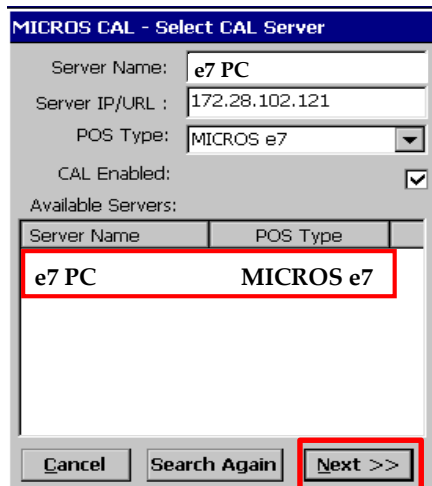 MICROS CAL - Select CAL Server
Server Name: e7 PC
Server IP/URL : 172.28.102.121
POS Type: MICROS e7
CAL Enabled:
Available Servers:
Server Name POS Type
e7 PC MICROS e7
Cancel Search Again Next >>